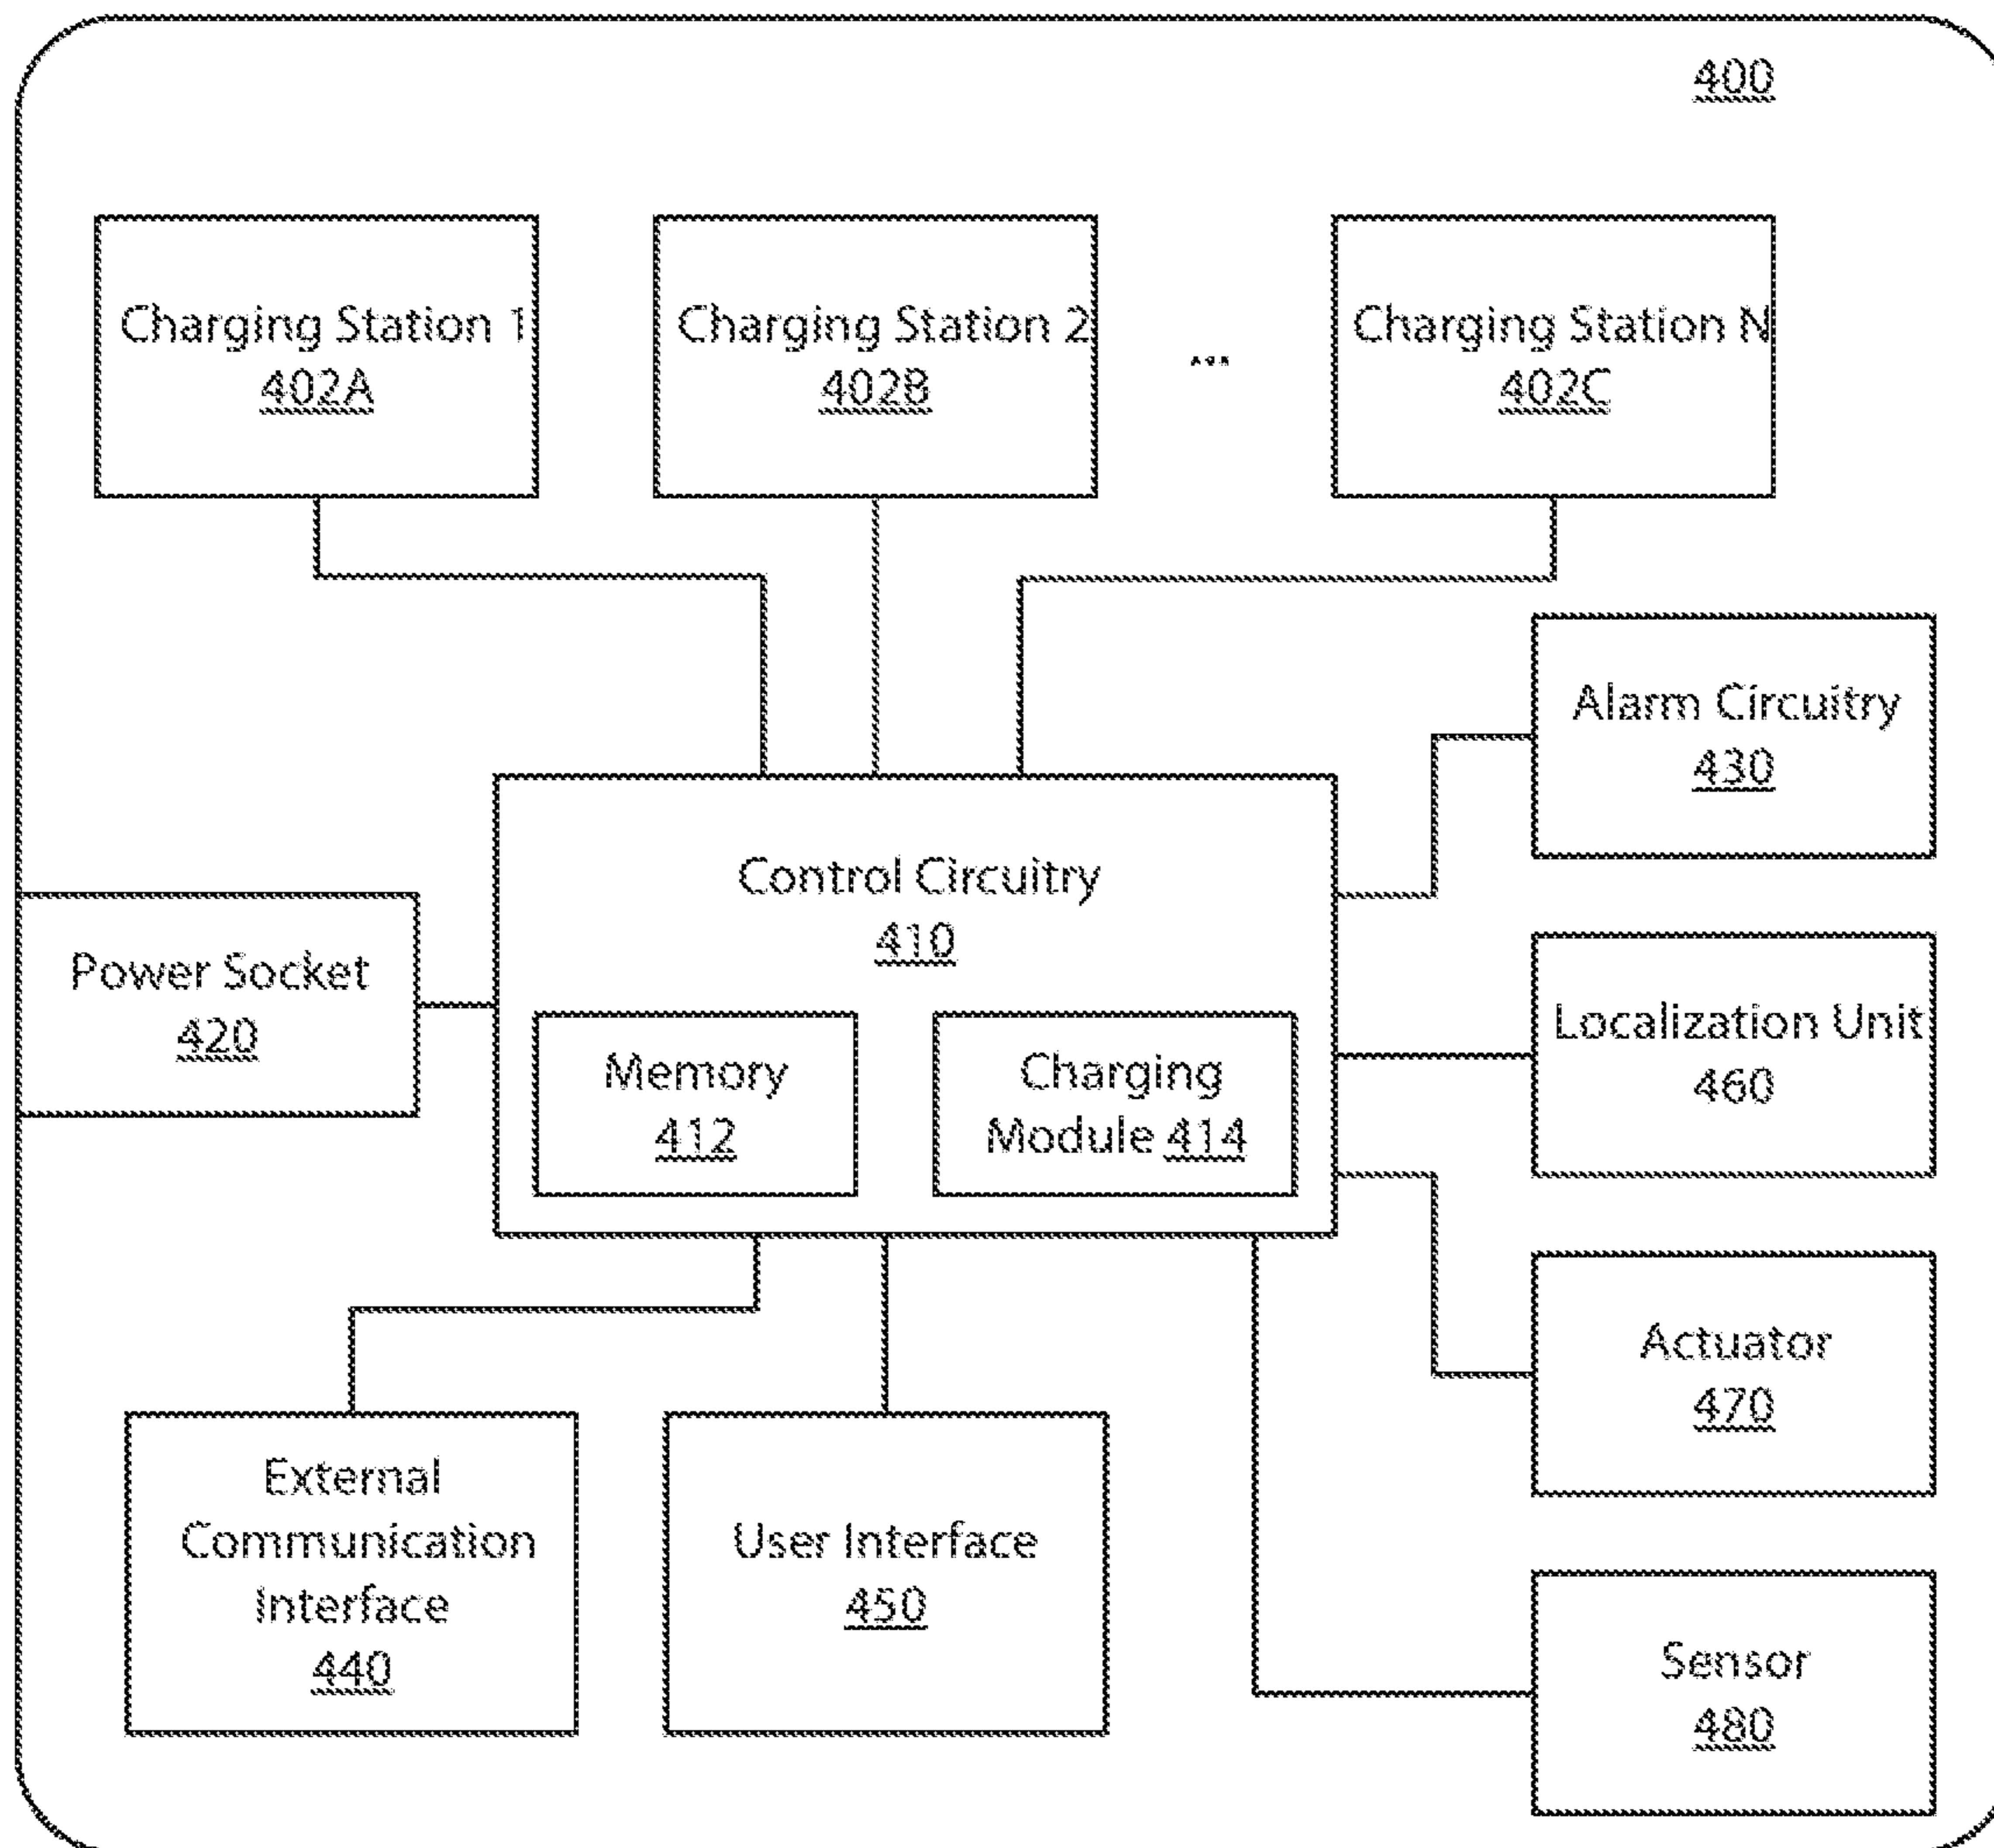 400
Charging Station 1
402A
Charging Station 2
402B
...
Charging Station N
402C
Alarm Circuitry
430
Control Circuitry
410
Power Socket
420
Memory
412
Charging
Module 414
Localization Unit
460
Actuator
470
External
Communication
Interface
440
User Interface
450
Sensor
480